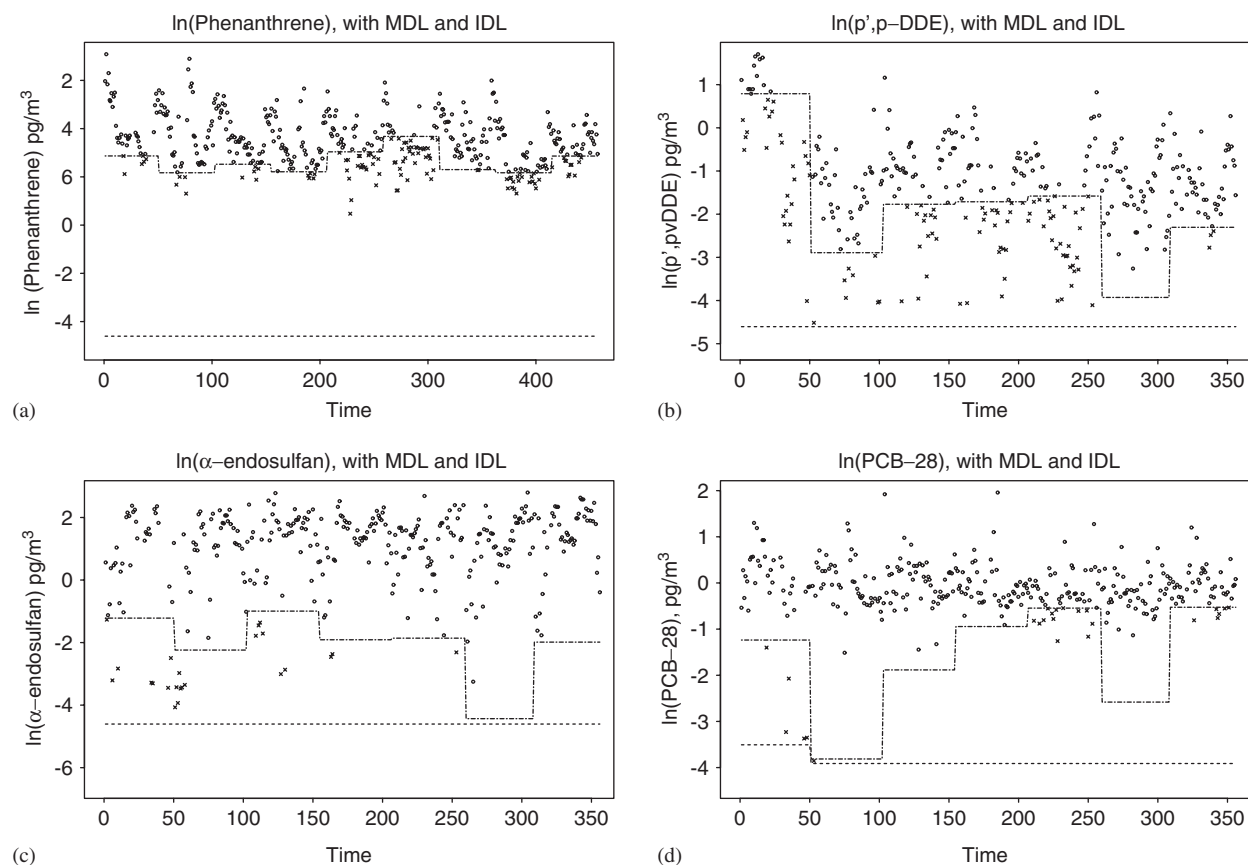 ln(Phenanthrene), with MDL and IDL
ln (Phenanthrene) pg/m³
2
4
6
0
-2
-4
0 100 200 300 400
(a)
Time
ln(p',p–DDE), with MDL and IDL
ln(p',pvDDE) pg/m³
1
0
-1
-2
-3
-4
-5
0 50 100 150 200 250 300 350
(b)
Time
ln(α–endosulfan), with MDL and IDL
ln(α–endosulfan) pg/m³
2
0
-2
-4
-6
0 50 100 150 200 250 300 350
(c)
Time
ln(PCB–28), with MDL and IDL
ln(PCB–28), pg/m³
2
1
0
-1
-2
-3
-4
0 50 100 150 200 250 300 350
(d)
Time